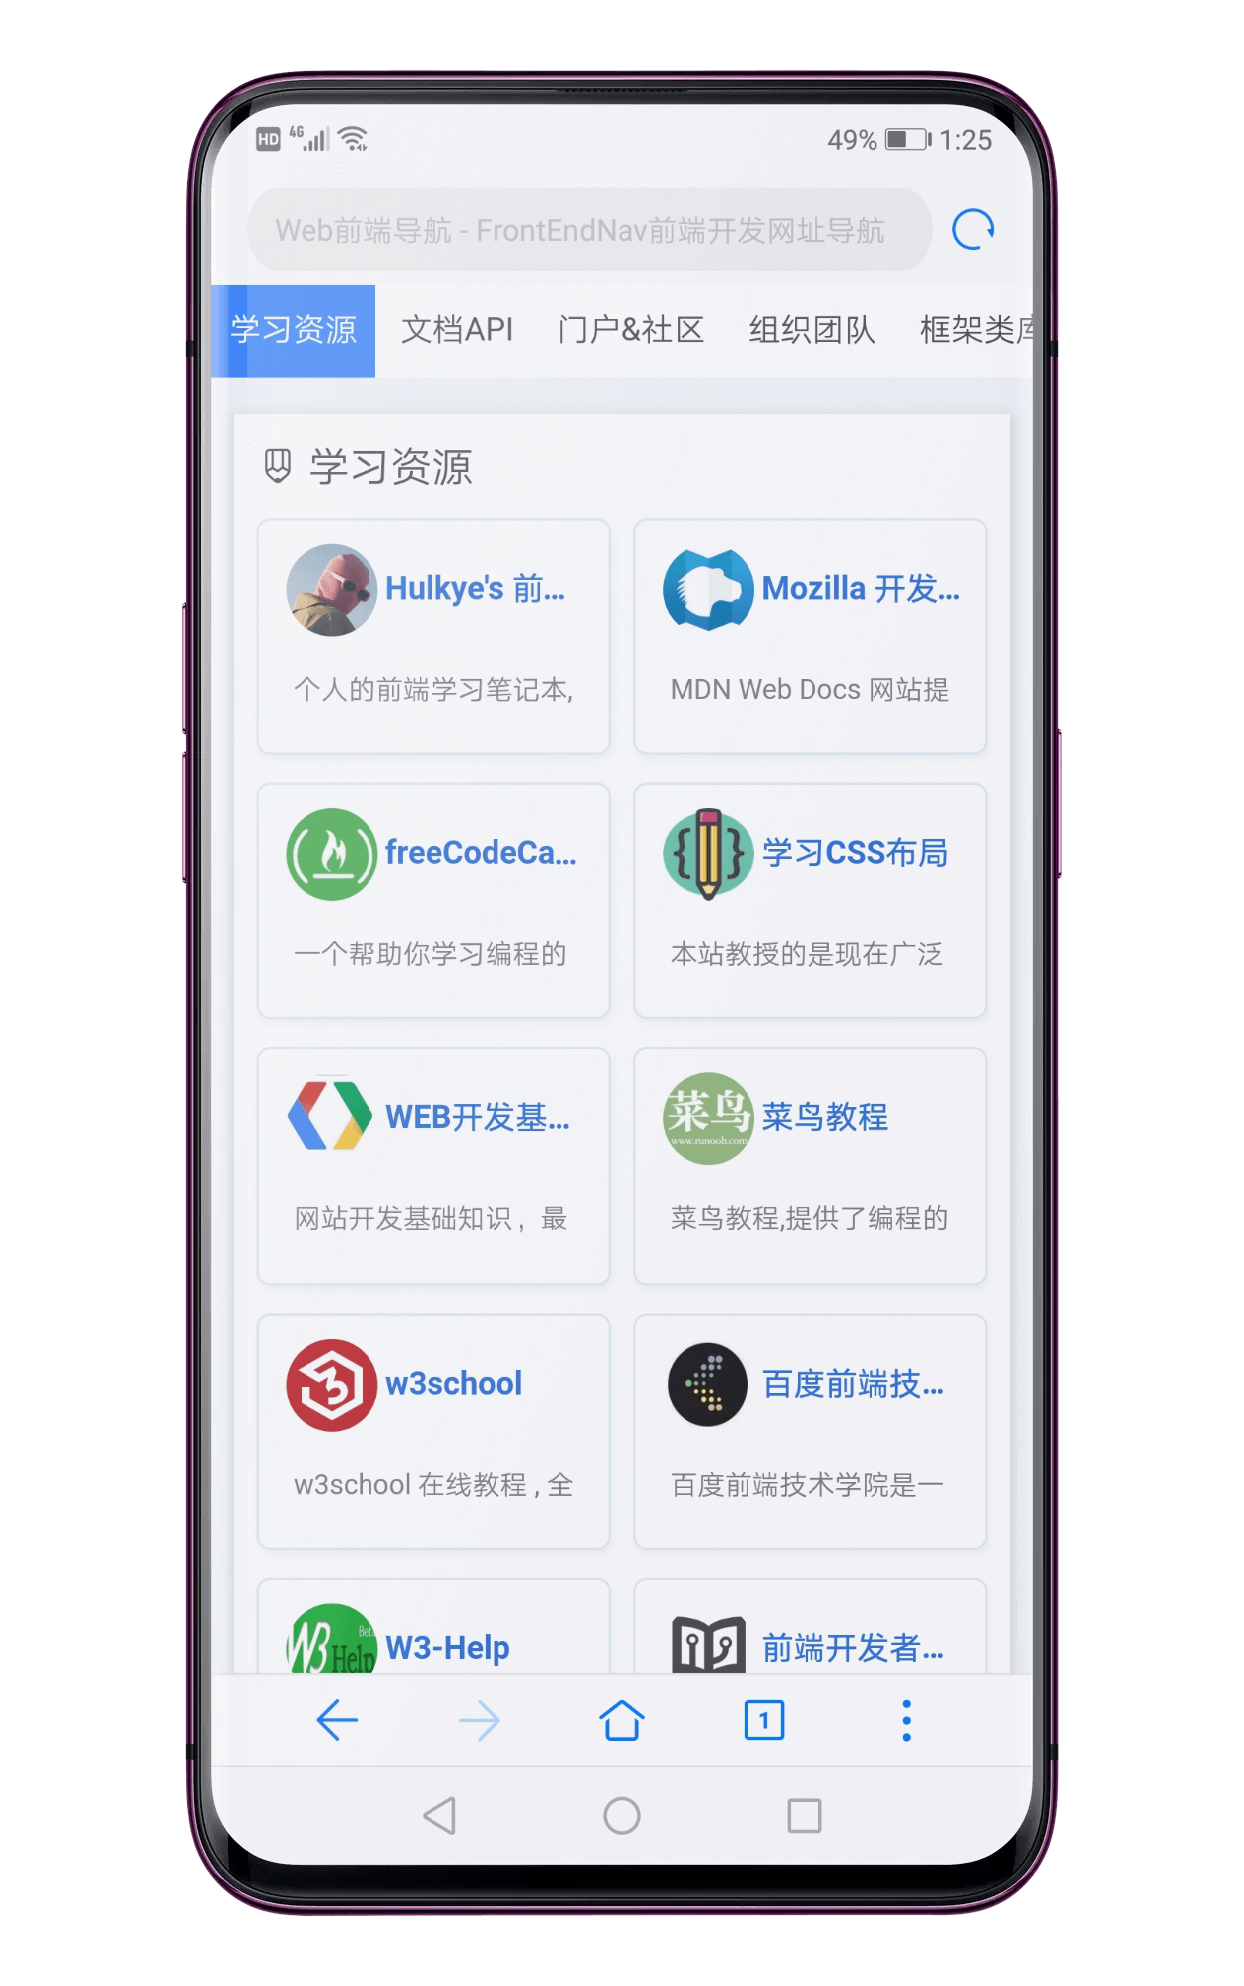 HD 4G 49% 1:25
Web前端导航 - FrontEndNav前端开发网址导航
学习资源 文档API 门户&社区 组织团队 框架类库
学习资源
Hulkye's 前...
Mozilla 开发...
个人的前端学习笔记本,
MDN Web Docs 网站提
freeCodeCa...
学习CSS布局
一个帮助你学习编程的
本站教授的是现在广泛
WEB开发基...
菜鸟
www.runoob.com
菜鸟教程
网站开发基础知识，最
菜鸟教程,提供了编程的
3
w3school
百度前端技...
w3school 在线教程 , 全
百度前端技术学院是一
W3 Beta
Help
W3-Help
前端开发者...
1